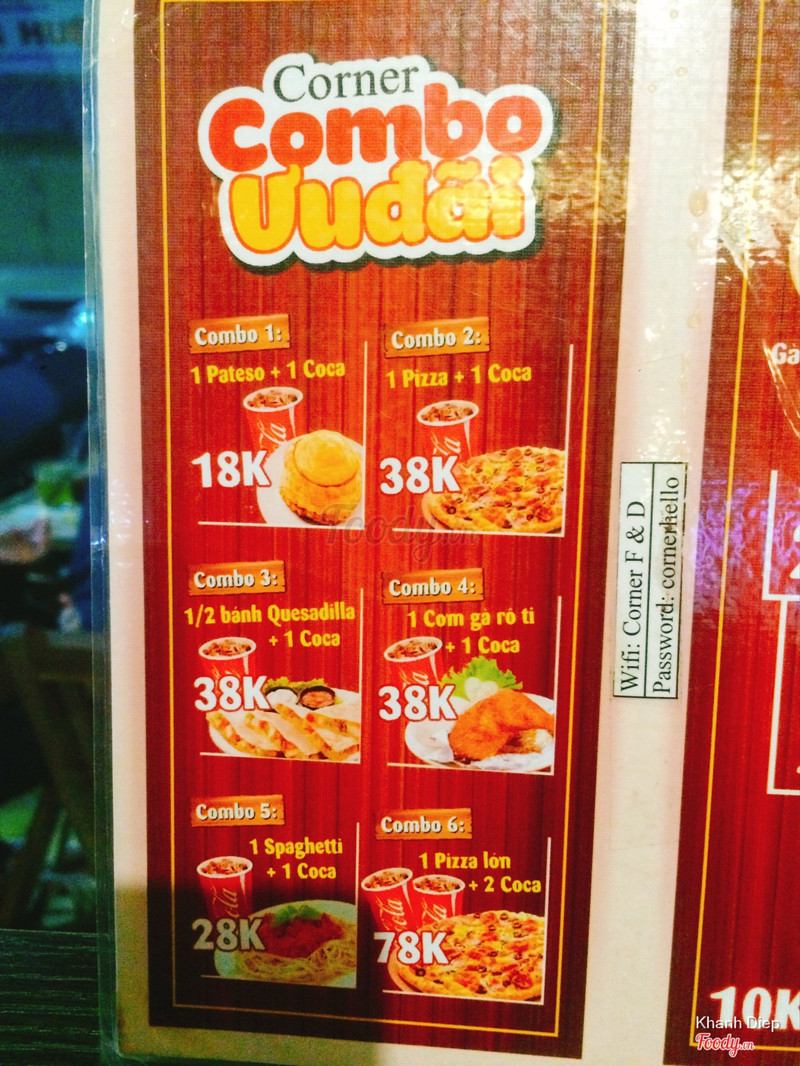 Corner
Combo
Ưu đãi
Combo 1:
1 Pateso + 1 Coca
18K
Combo 2:
1 Pizza + 1 Coca
38K
Combo 3:
1/2 bánh Quesadilla
+ 1 Coca
38K
Combo 4:
1 Cơm gà rô ti
+ 1 Coca
38K
Combo 5:
1 Spaghetti
+ 1 Coca
28K
Combo 6:
1 Pizza lớn
+ 2 Coca
78K
Wifi: Corner F & D
Password: cornerhello
Gà
10K
Foody.vn
Khanh Diep
Foody.vn